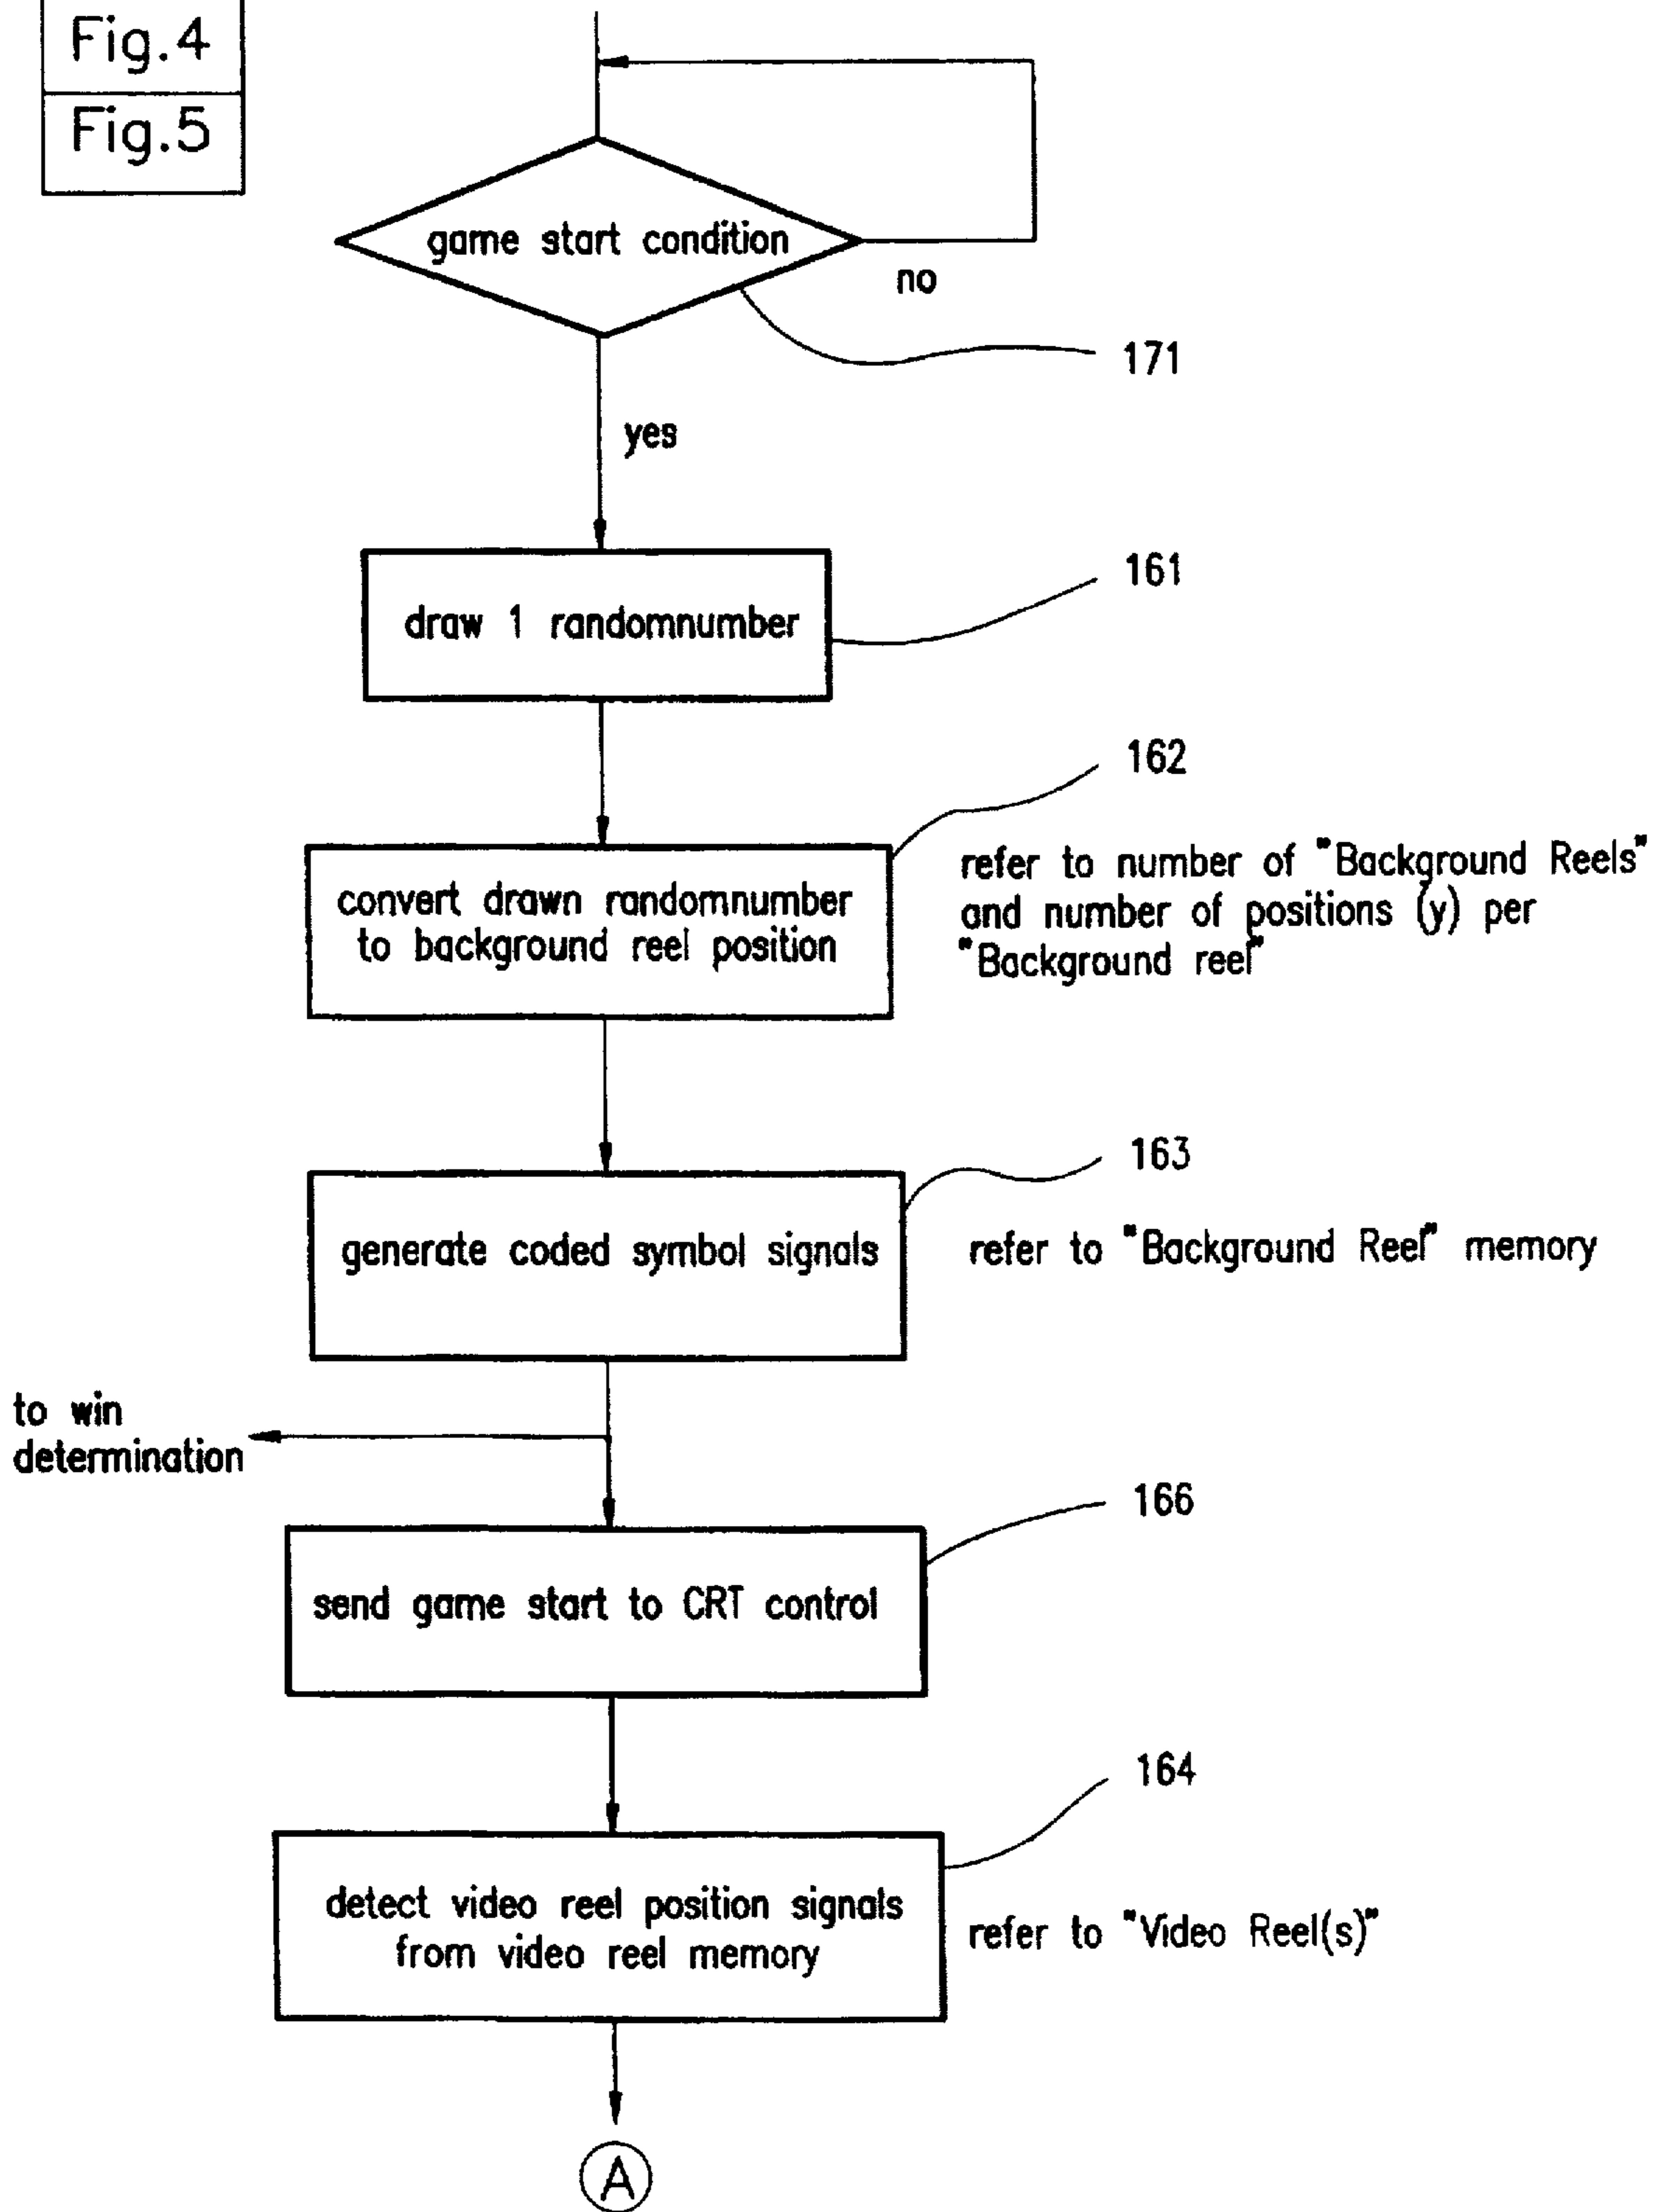 Fig.4
Fig.5
game start condition
no
171
yes
161
draw 1 randomnumber
162
convert drawn randomnumber
to background reel position
refer to number of "Background Reels"
and number of positions (y) per
"Background reel"
163
generate coded symbol signals
refer to "Background Reel" memory
to win
determination
166
send game start to CRT control
164
detect video reel position signals
from video reel memory
refer to "Video Reel(s)"
A